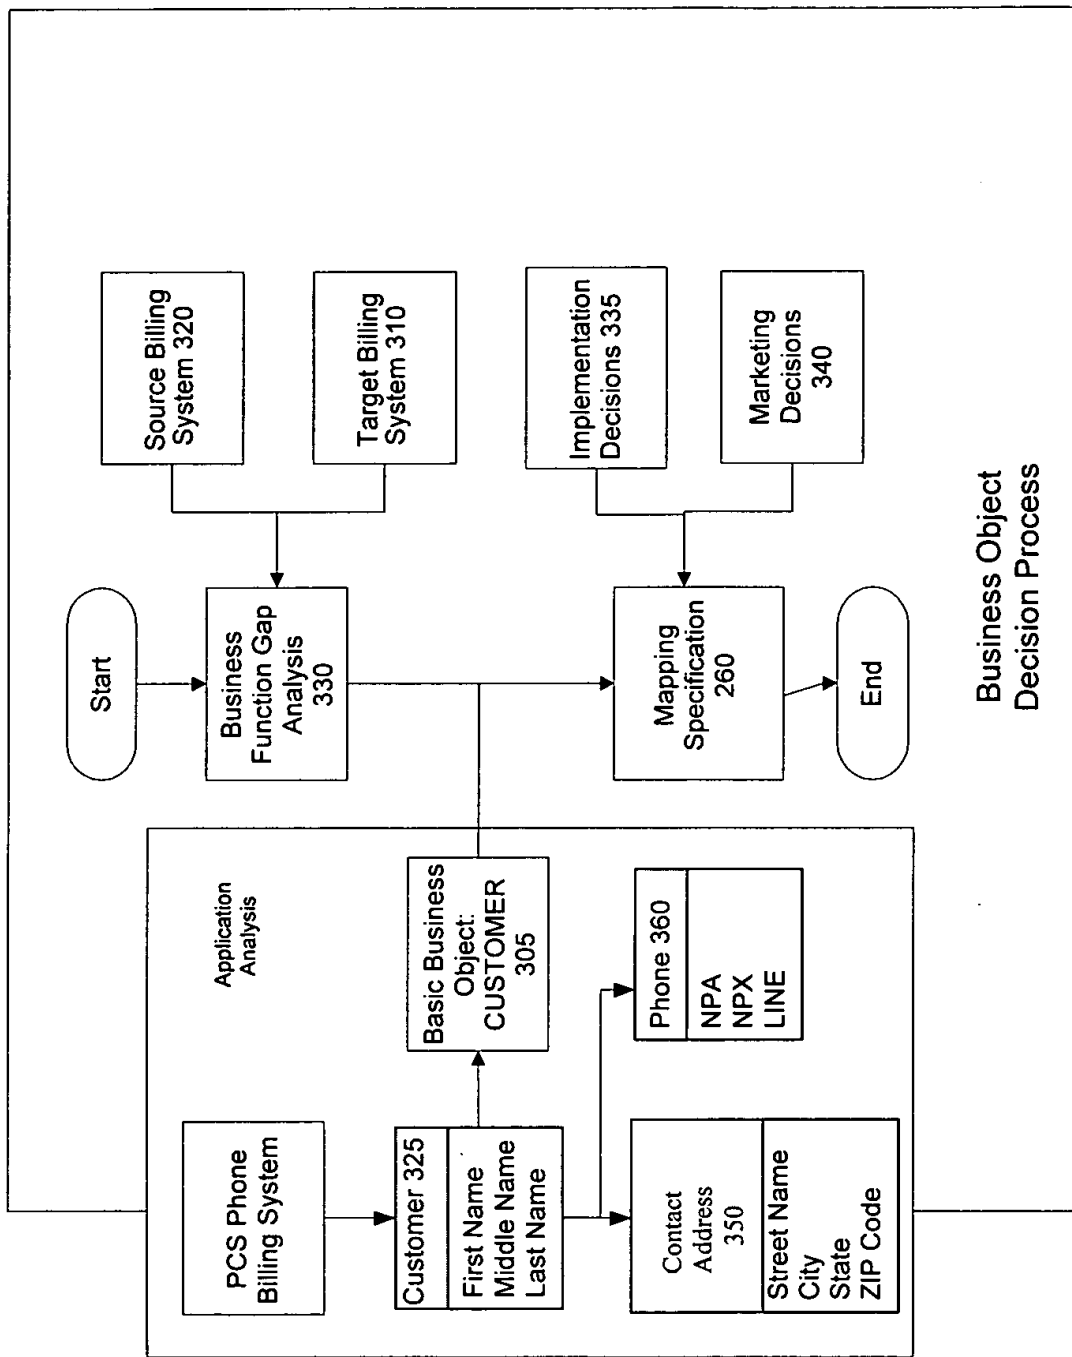 Application
Analysis
PCS Phone
Billing System
Customer 325
First Name
Middle Name
Last Name
Basic Business
Object:
CUSTOMER
305
Contact
Address
350
Street Name
City
State
ZIP Code
Phone 360
NPA
NPX
LINE
Start
Business
Function Gap
Analysis
330
Source Billing
System 320
Target Billing
System 310
Mapping
Specification
260
Implementation
Decisions 335
Marketing
Decisions
340
End
Business Object
Decision Process